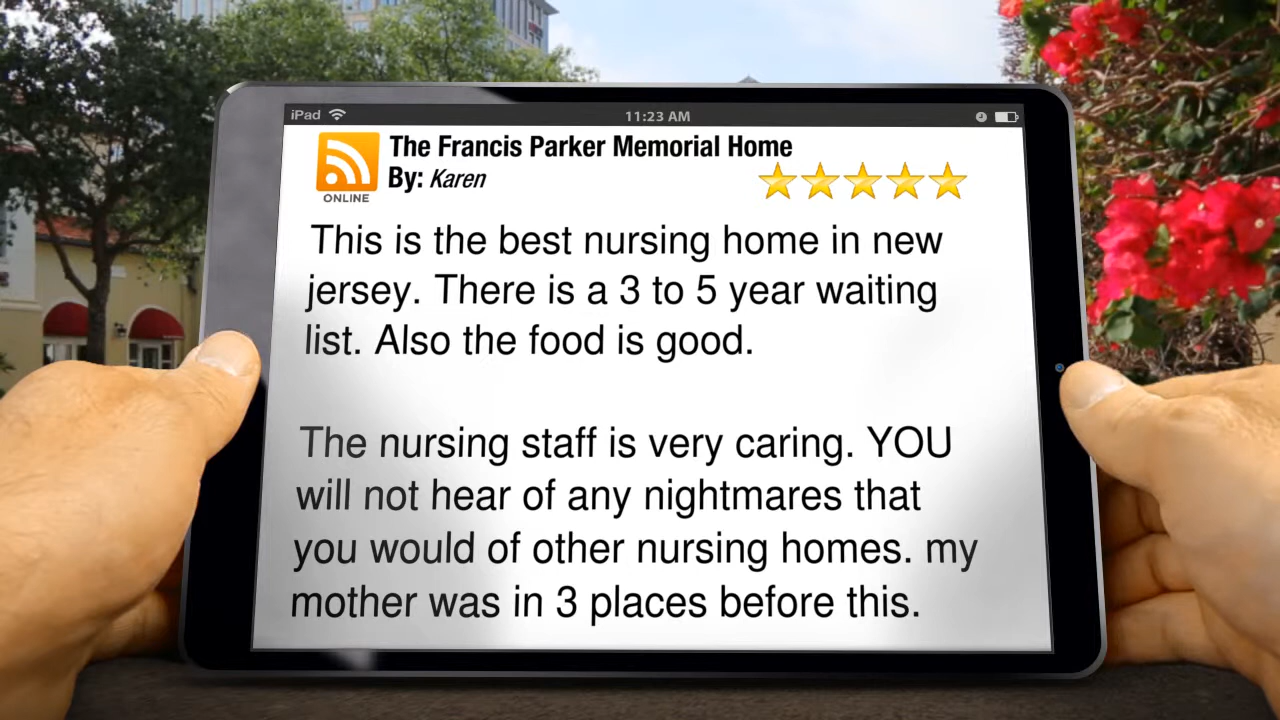 iPad
11:23 AM
The Francis Parker Memorial Home
By: Karen
ONLINE
This is the best nursing home in new
jersey. There is a 3 to 5 year waiting
list. Also the food is good.
The nursing staff is very caring. YOU
will not hear of any nightmares that
you would of other nursing homes. my
mother was in 3 places before this.